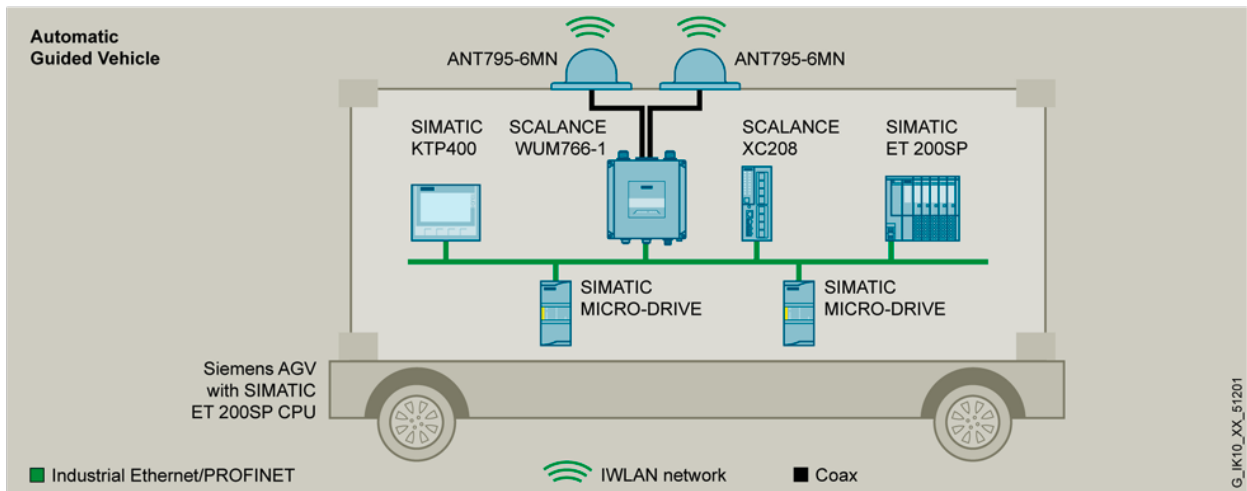 Automatic
Guided Vehicle
ANT795-6MN
ANT795-6MN
SIMATIC
KTP400
SCALANCE
WUM766-1
SCALANCE
XC208
SIMATIC
ET 200SP
SIMATIC
MICRO-DRIVE
SIMATIC
MICRO-DRIVE
Siemens AGV
with SIMATIC
ET 200SP CPU
Industrial Ethernet/PROFINET
IWLAN network
Coax
G_IK10_XX_51201